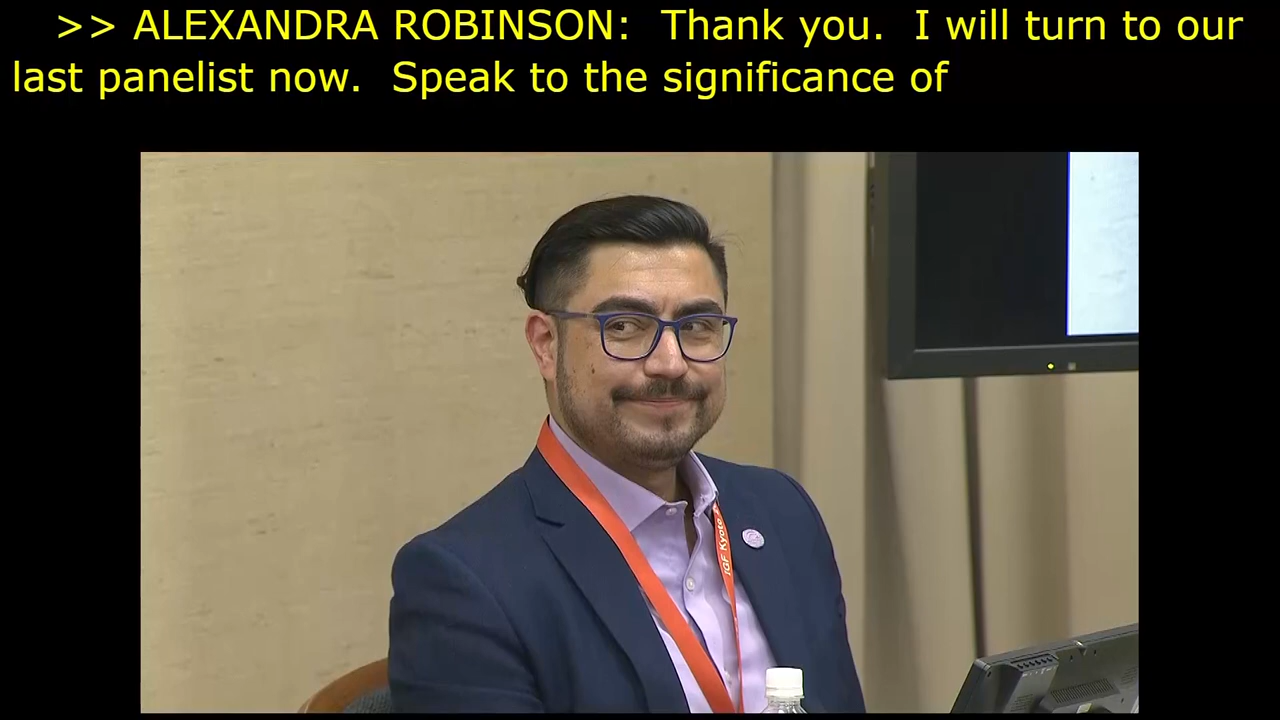 >> ALEXANDRA ROBINSON:  Thank you.  I will turn to our
last panelist now.  Speak to the significance of
IGF Kyoto